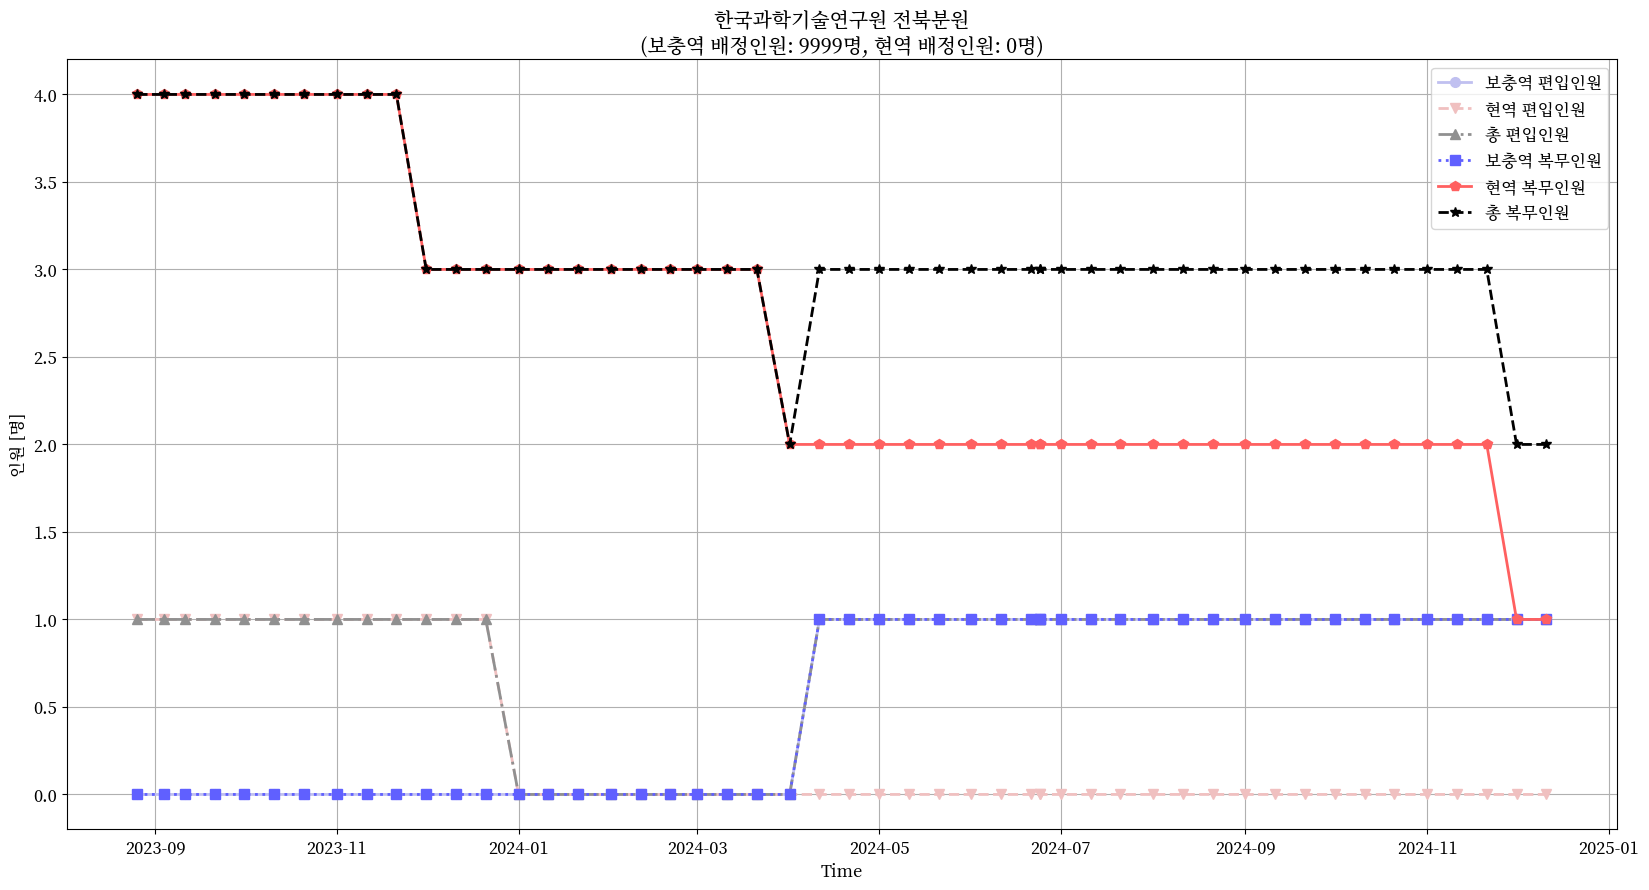 한국과학기술연구원 전북분원
(보충역 배정인원: 9999명, 현역 배정인원: 0명)
보충역 편입인원
현역 편입인원
총 편입인원
보충역 복무인원
현역 복무인원
총 복무인원
인원 [명]
4.0
3.5
3.0
2.5
2.0
1.5
1.0
0.5
0.0
2023-09
2023-11
2024-01
2024-03
2024-05
2024-07
2024-09
2024-11
2025-01
Time